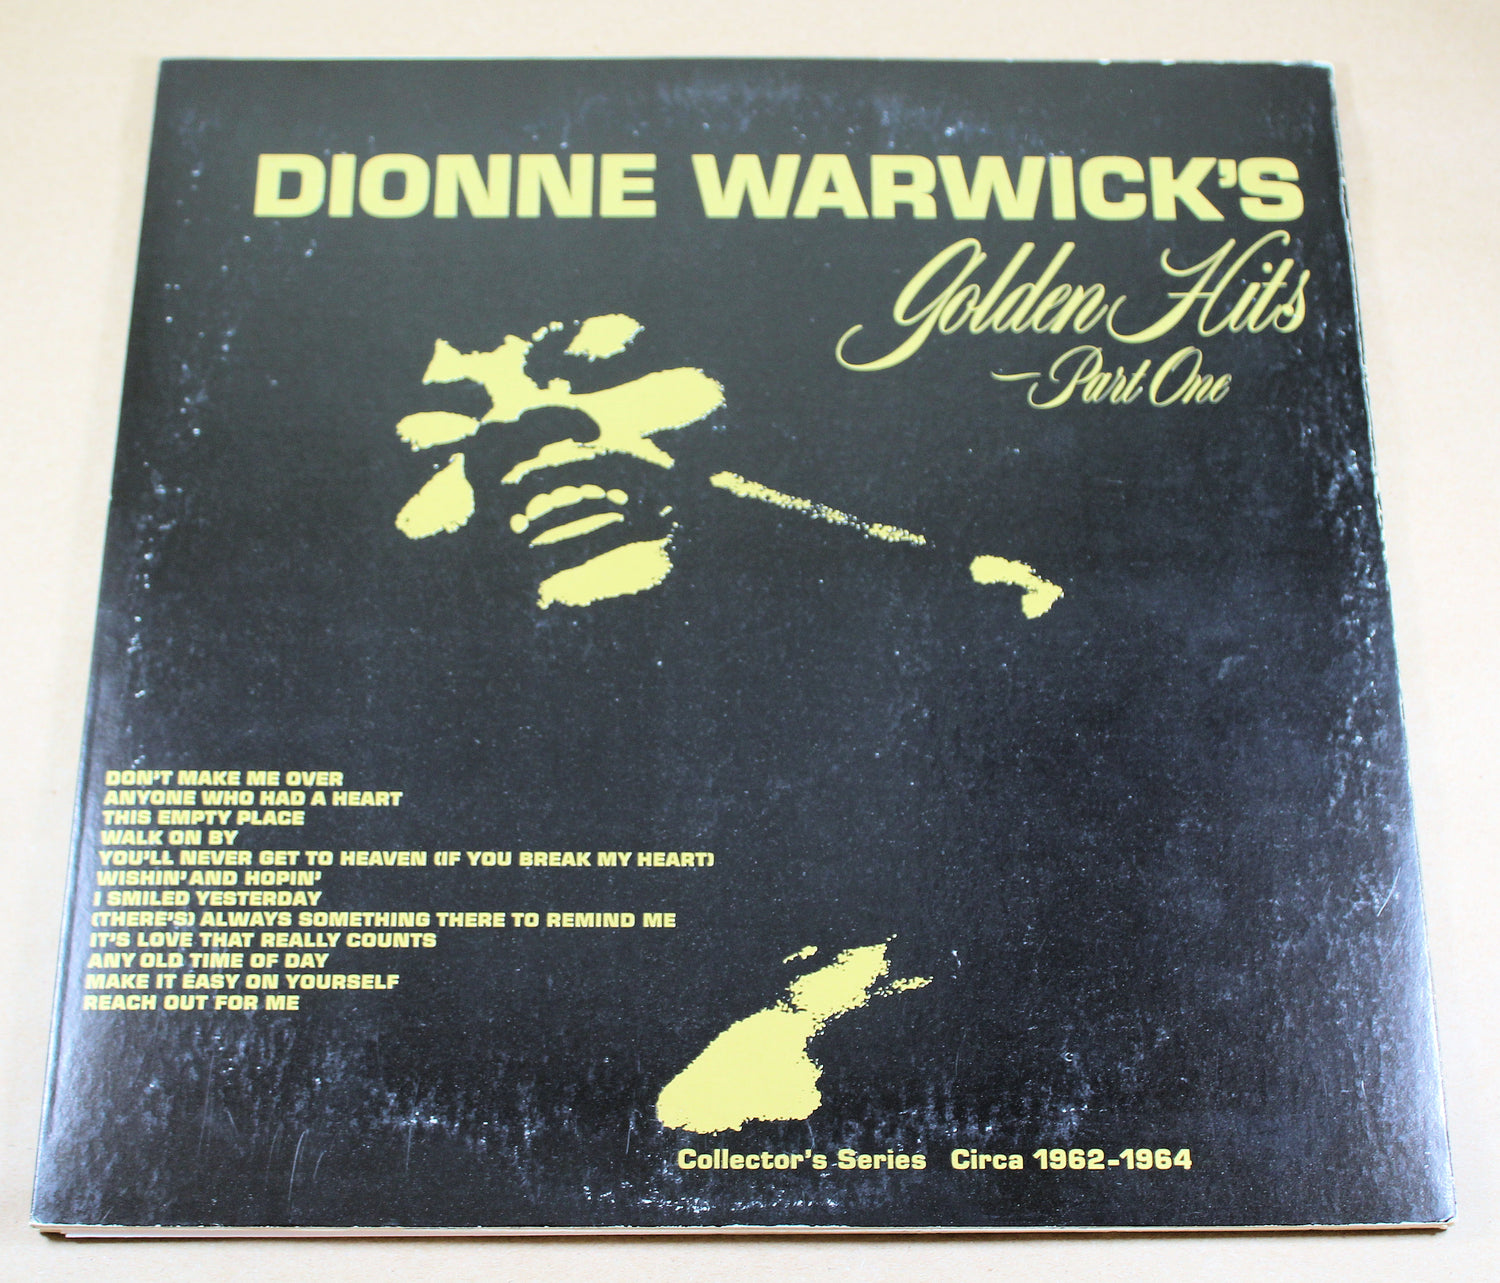 DIONNE WARWICK'S
Golden Hits
–Part One
DON'T MAKE ME OVER
ANYONE WHO HAD A HEART
THIS EMPTY PLACE
WALK ON BY
YOU'LL NEVER GET TO HEAVEN (IF YOU BREAK MY HEART)
WISHIN' AND HOPIN'
I SMILED YESTERDAY
(THERE'S) ALWAYS SOMETHING THERE TO REMIND ME
IT'S LOVE THAT REALLY COUNTS
ANY OLD TIME OF DAY
MAKE IT EASY ON YOURSELF
REACH OUT FOR ME
Collector's Series Circa 1962-1964